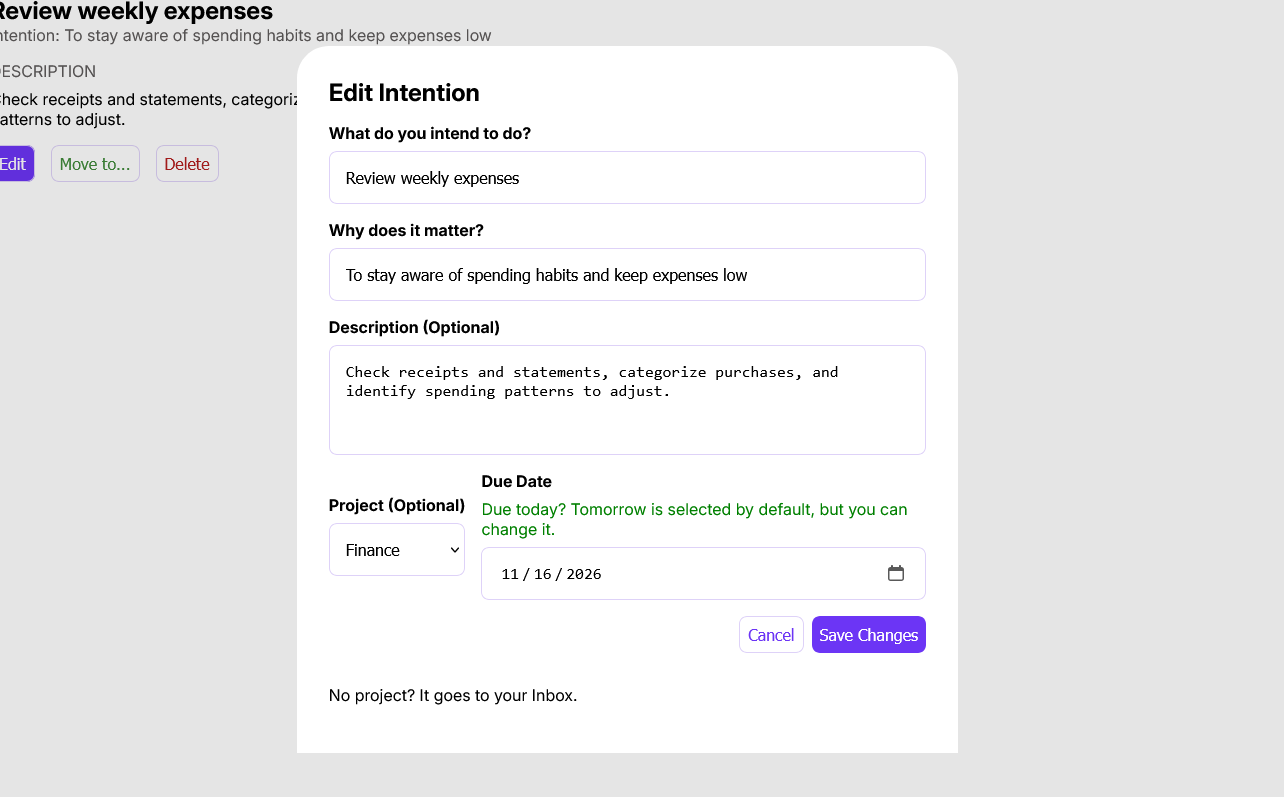 Review weekly expenses
Intention: To stay aware of spending habits and keep expenses low
DESCRIPTION
Check receipts and statements, categoriz
patterns to adjust.
Edit
Move to...
Delete
Edit Intention
What do you intend to do?
Review weekly expenses
Why does it matter?
To stay aware of spending habits and keep expenses low
Description (Optional)
Check receipts and statements, categorize purchases, and
identify spending patterns to adjust.
Project (Optional)
Finance
Due Date
Due today? Tomorrow is selected by default, but you can
change it.
11/16/2026
Cancel
Save Changes
No project? It goes to your Inbox.